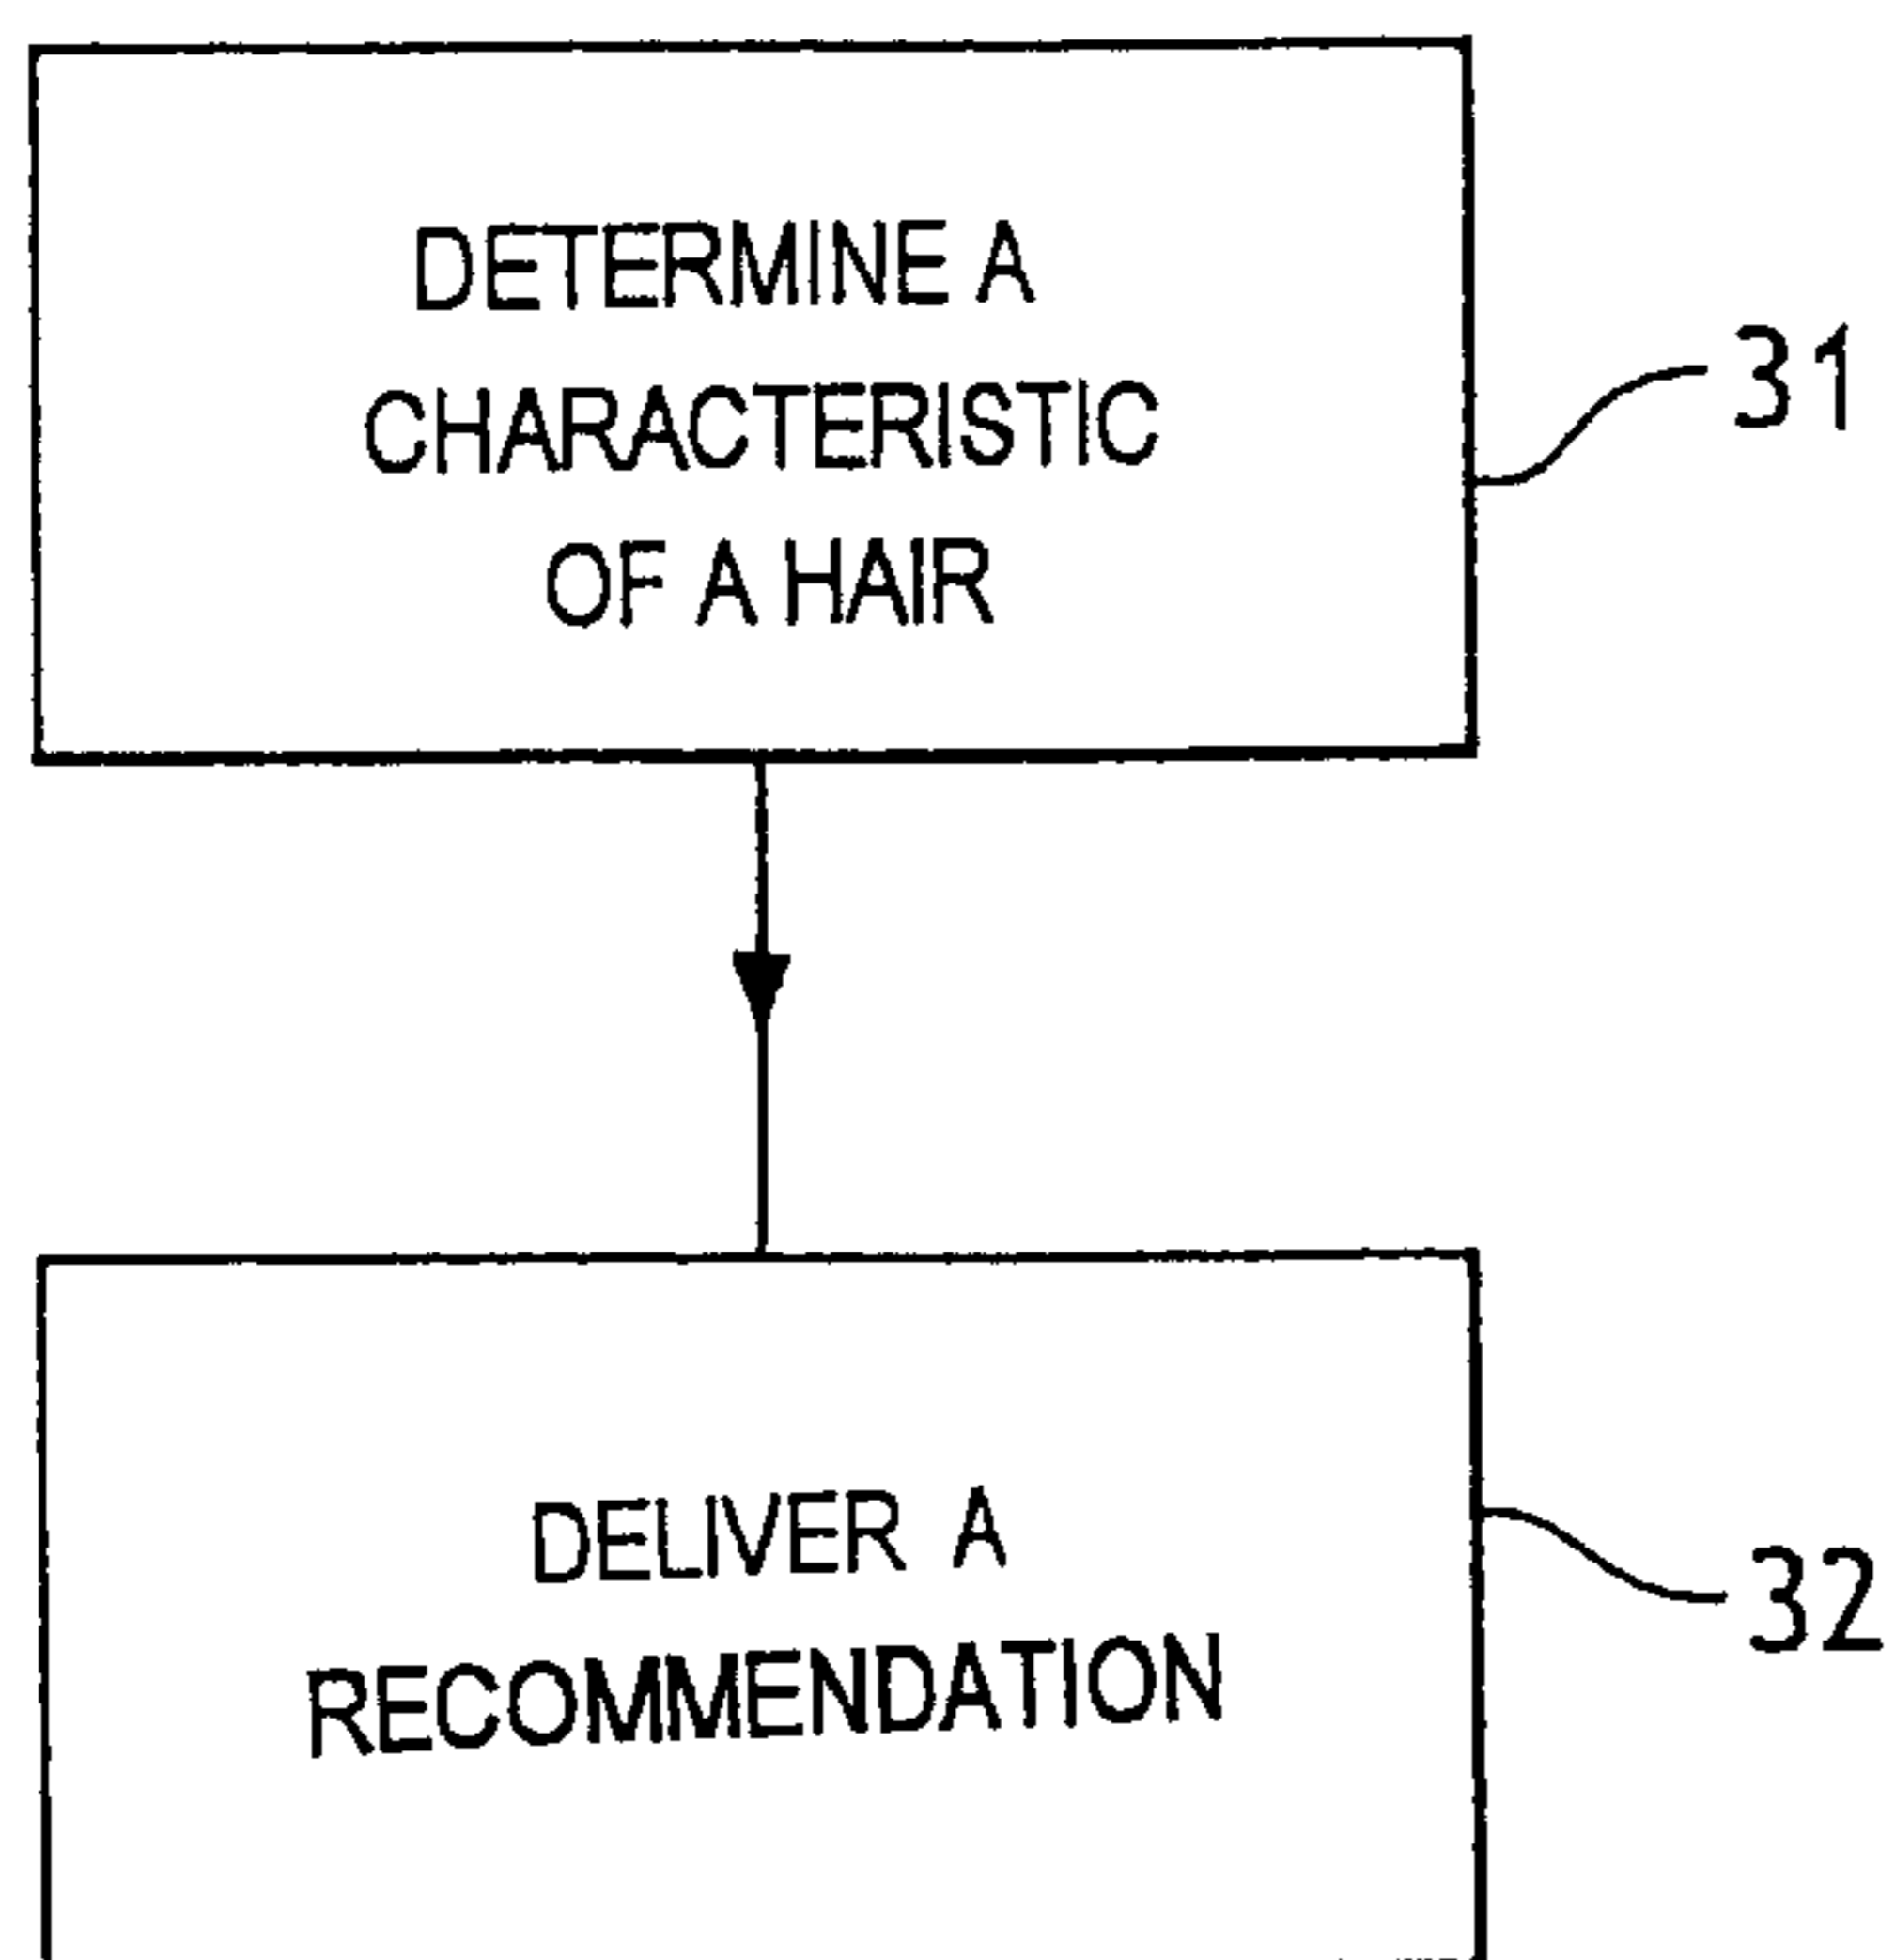 DETERMINE A
CHARACTERISTIC
OF A HAIR
31
DELIVER A
RECOMMENDATION
32